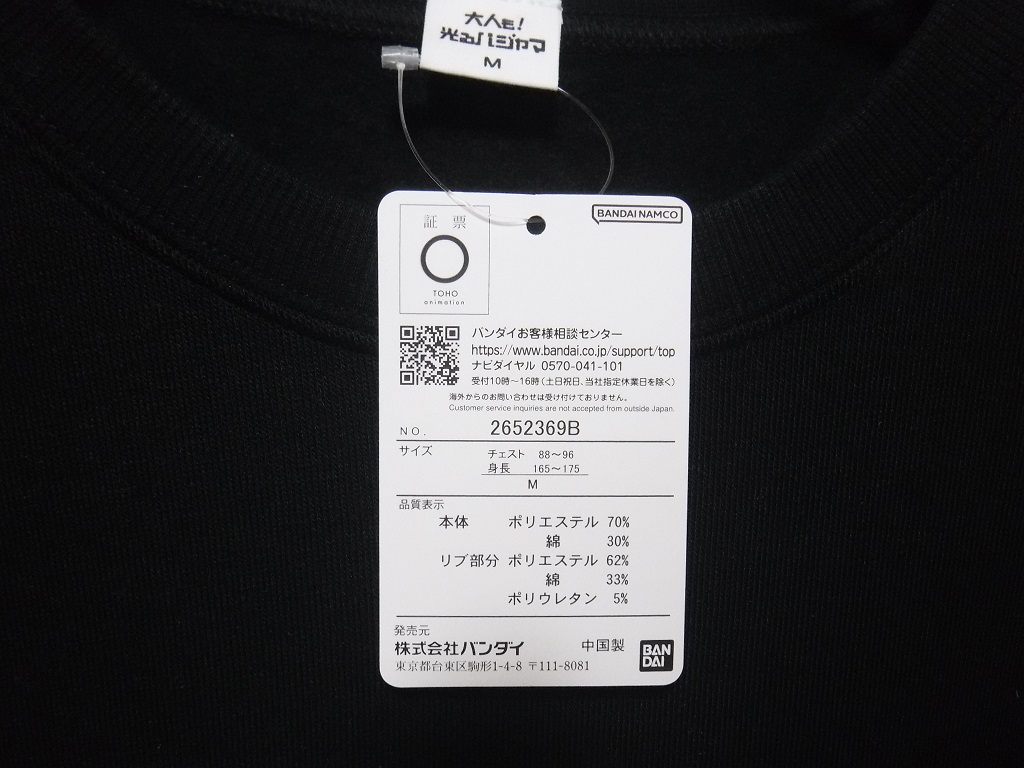 大人も!
光るパジャマ
M
証 票
TOHO
animation
BANDAI NAMCO
バンダイお客様相談センター
https://www.bandai.co.jp/support/top
ナビダイヤル 0570-041-101
受付10時～16時(土日祝日、当社指定休業日を除く)
海外からのお問い合わせは受け付けておりません。
Customer service inquiries are not accepted from outside Japan.
NO. 2652369B
サイズ チェスト 88～96
身長 165～175
M
品質表示
本体 ポリエステル 70%
綿 30%
リブ部分 ポリエステル 62%
綿 33%
ポリウレタン 5%
発売元
株式会社バンダイ 中国製
東京都台東区駒形1-4-8 〒111-8081
BAN
DAI